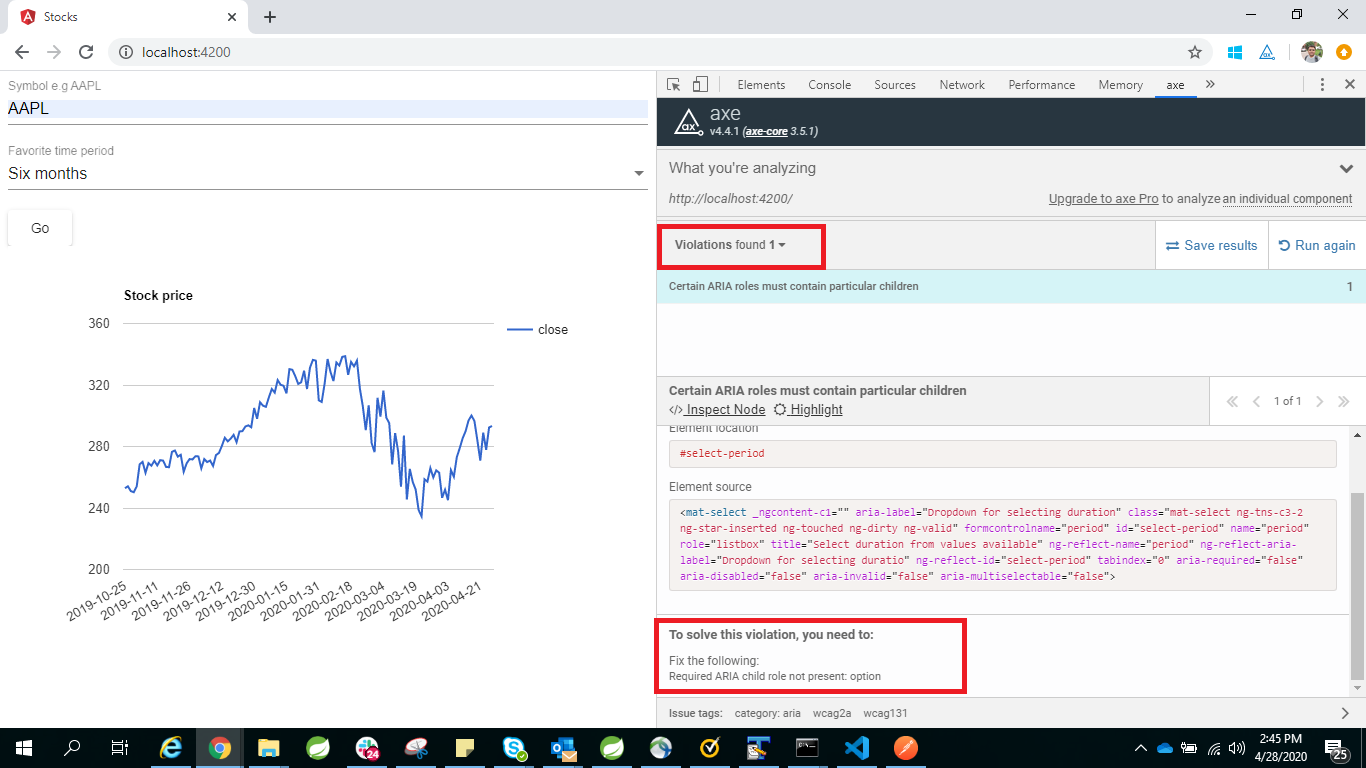 Stocks
localhost:4200
Symbol e.g AAPL
AAPL
Favorite time period
Six months
Go
Stock price
360
320
280
240
200
close
2019-10-25
2019-11-11
2019-11-26
2019-12-12
2019-12-30
2020-01-15
2020-01-31
2020-02-18
2020-03-04
2020-03-19
2020-04-03
2020-04-21
Elements Console Sources Network Performance Memory axe »
axe
v4.4.1 (axe-core 3.5.1)
What you're analyzing
http://localhost:4200/ Upgrade to axe Pro to analyze an individual component
Violations found 1 Save results Run again
Certain ARIA roles must contain particular children 1
Certain ARIA roles must contain particular children
</> Inspect Node Highlight 1 of 1
Element location
#select-period
Element source
<mat-select _ngcontent-c1="" aria-label="Dropdown for selecting duration" class="mat-select ng-tns-c3-2
ng-star-inserted ng-touched ng-dirty ng-valid" formcontrolname="period" id="select-period" name="period"
role="listbox" title="Select duration from values available" ng-reflect-name="period" ng-reflect-aria-
label="Dropdown for selecting duratio" ng-reflect-id="select-period" tabindex="0" aria-required="false"
aria-disabled="false" aria-invalid="false" aria-multiselectable="false">
To solve this violation, you need to:
Fix the following:
Required ARIA child role not present: option
Issue tags: category: aria wcag2a wcag131
24
2:45 PM
4/28/2020
25